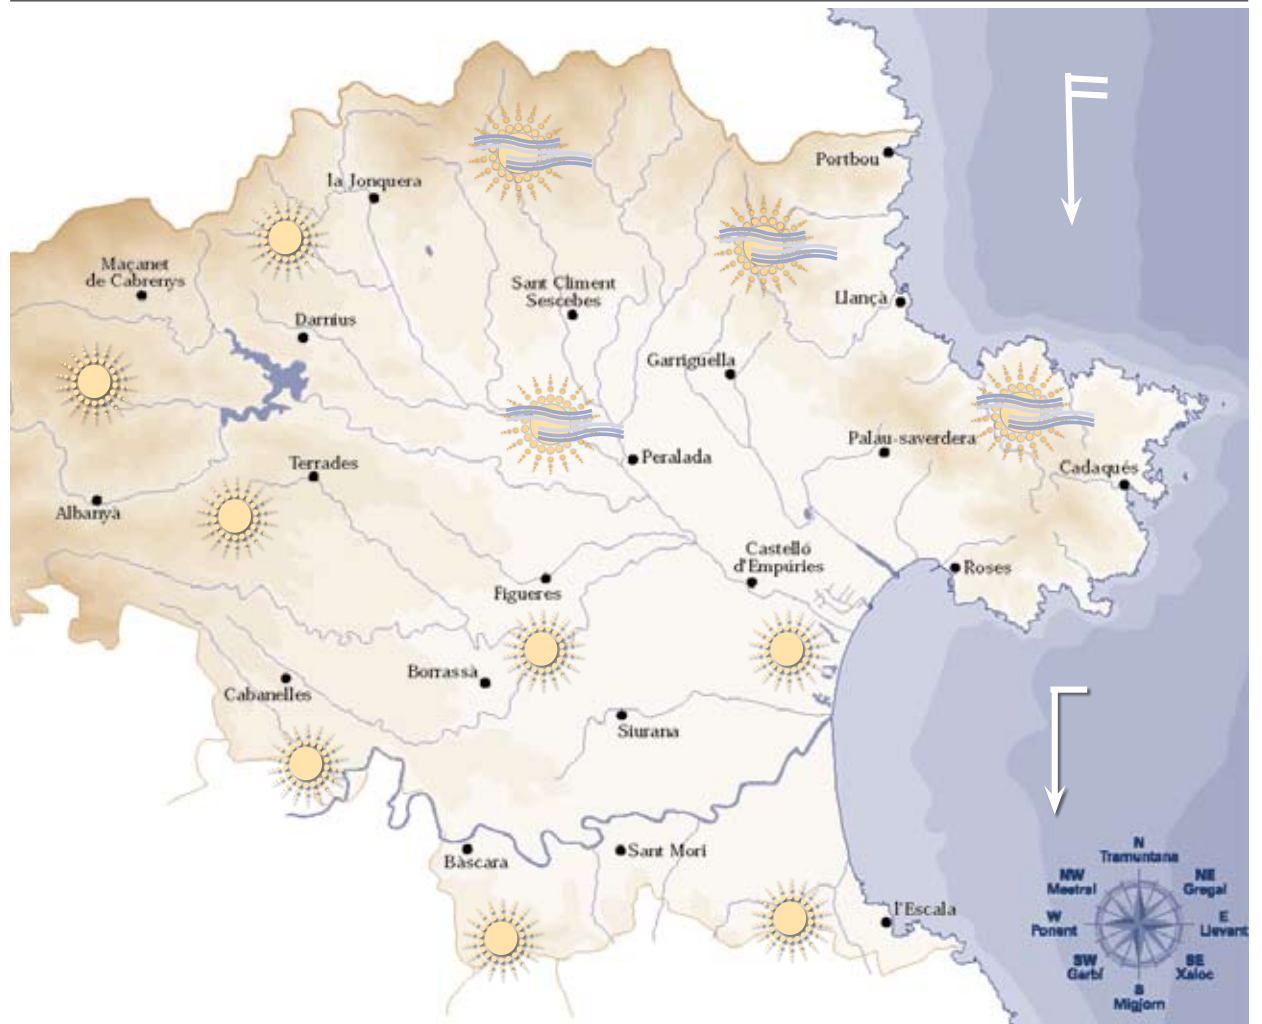 Portbou
la Jonquera
Maçanet
de Cabrenys
Sant Climent
Sescebes
Llançà
Darnius
Garriguella
Palau-saverdera
Peralada
Terrades
Cadaqués
Albanyà
Castelló
d'Empúries
Roses
Figueres
Borrassà
Cabanelles
Siurana
Bàscara
Sant Mori
l'Escala
N
Tramuntana
NW
Mestral
NE
Gregal
W
Ponent
E
Llevant
SW
Garbí
SE
Xaloc
S
Migjorn